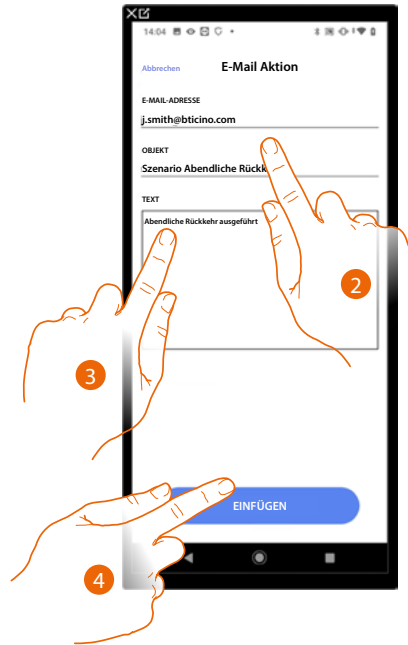 14:04
Abbrechen E-Mail Aktion
E-MAIL-ADRESSE
j.smith@bticino.com
OBJEKT
Szenario Abendliche Rückk
TEXT
Abendliche Rückkehr ausgeführt
2
3
EINFÜGEN
4